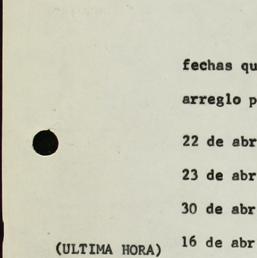 fechas qu
arreglo p
22 de abr
23 de abr
30 de abr
(ULTIMA HORA) 16 de abr